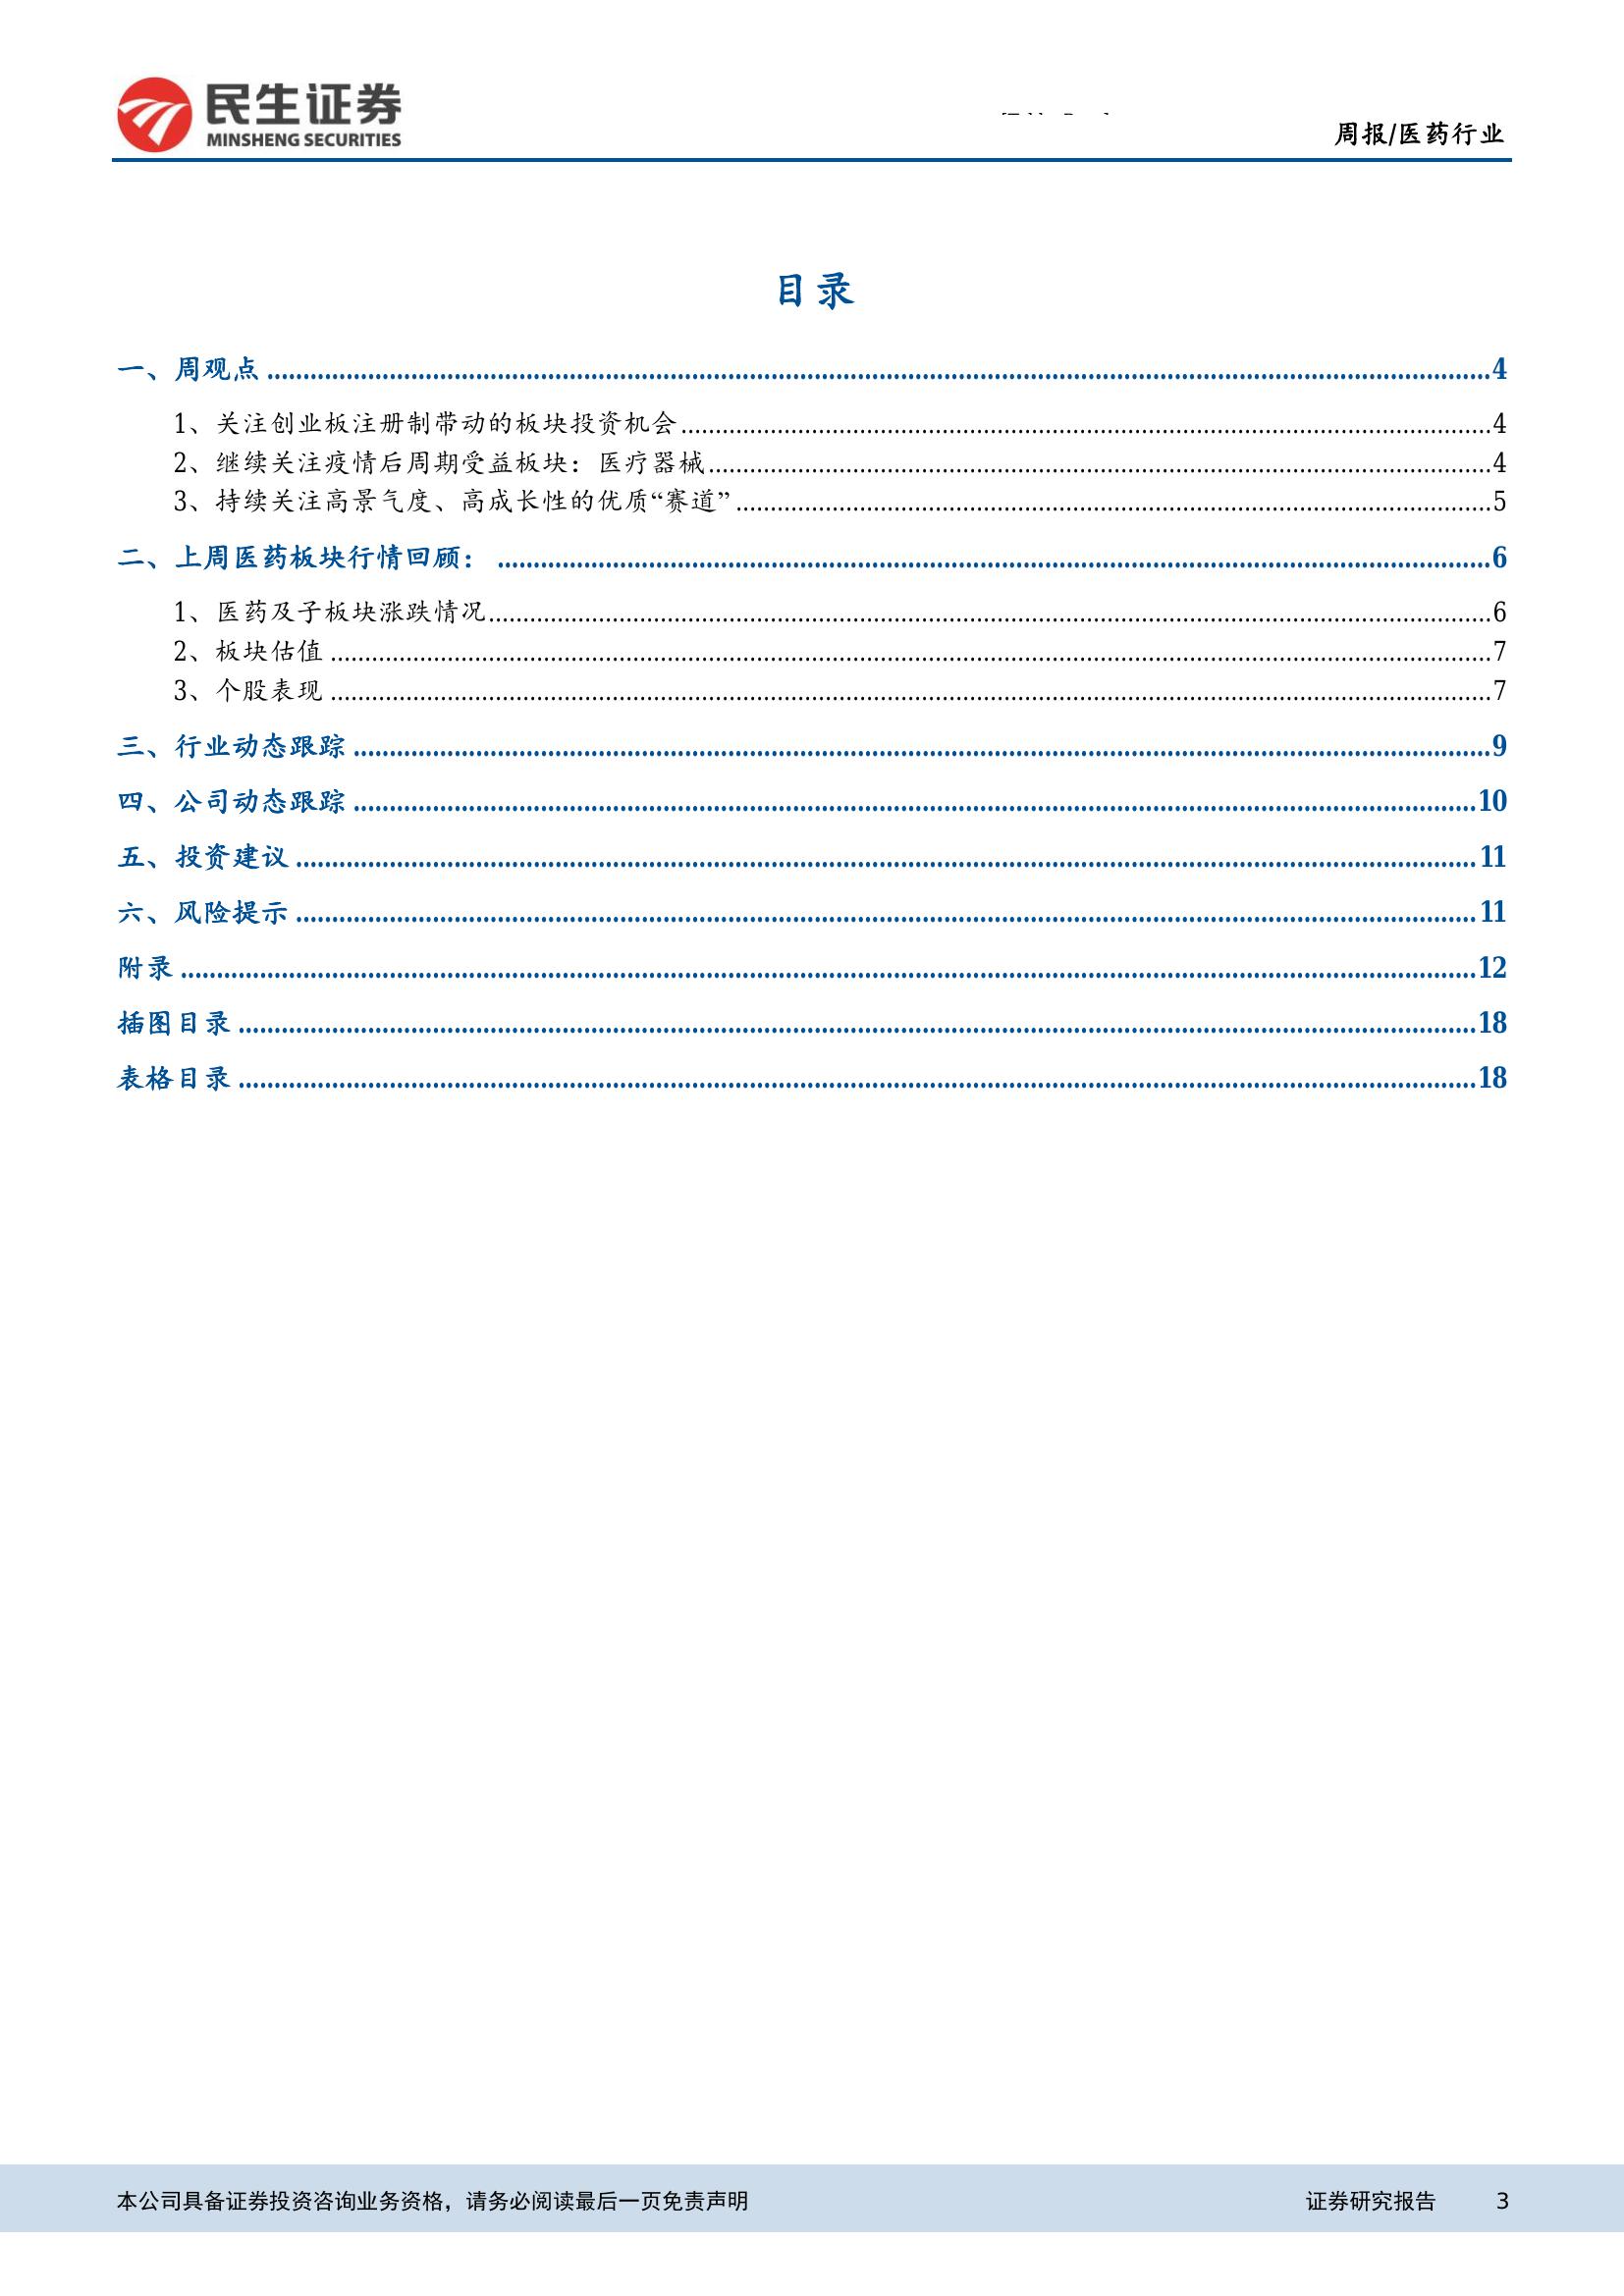 民生证券
MINSHENG SECURITIES
周报/医药行业
目录
一、周观点 4
1、关注创业板注册制带动的板块投资机会 4
2、继续关注疫情后周期受益板块：医疗器械 4
3、持续关注高景气度、高成长性的优质“赛道” 5
二、上周医药板块行情回顾： 6
1、医药及子板块涨跌情况 6
2、板块估值 7
3、个股表现 7
三、行业动态跟踪 9
四、公司动态跟踪 10
五、投资建议 11
六、风险提示 11
附录 12
插图目录 18
表格目录 18
本公司具备证券投资咨询业务资格，请务必阅读最后一页免责声明 证券研究报告 3